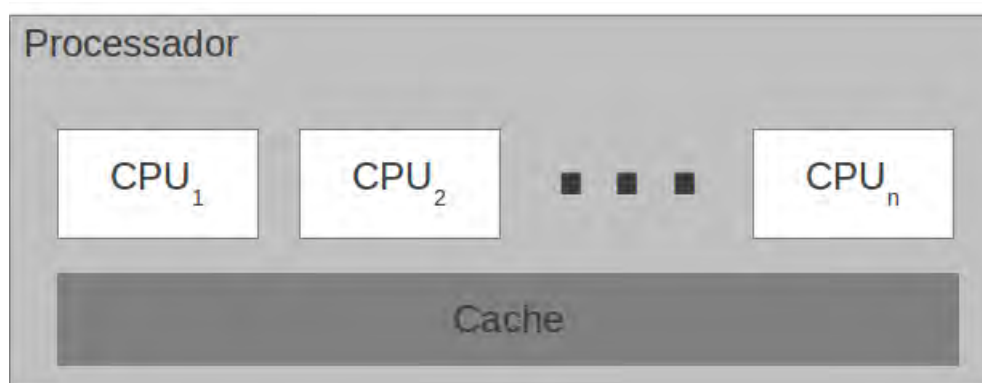 Processador
CPU₁ CPU₂ ... CPUₙ
Cache